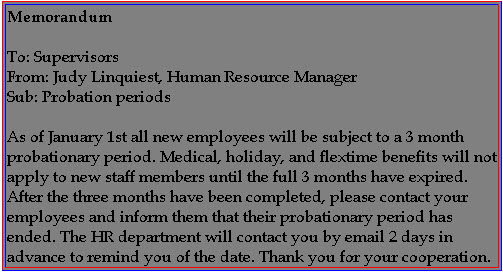 Memorandum
To: Supervisors
From: Judy Linquiest, Human Resource Manager
Sub: Probation periods
As of January 1st all new employees will be subject to a 3 month
probationary period. Medical, holiday, and flextime benefits will not
apply to new staff members until the full 3 months have expired.
After the three months have been completed, please contact your
employees and inform them that their probationary period has
ended. The HR department will contact you by email 2 days in
advance to remind you of the date. Thank you for your cooperation.